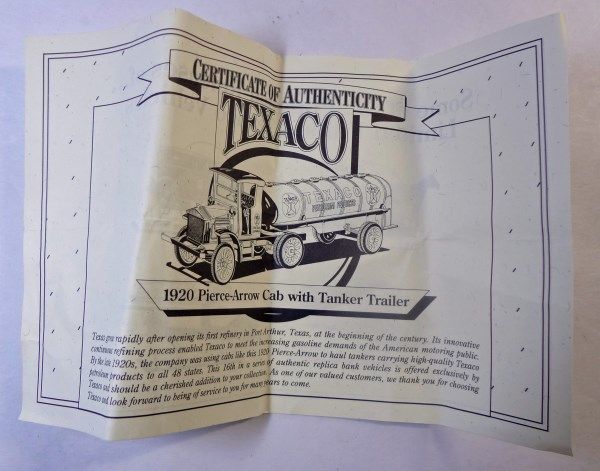 CERTIFICATE OF AUTHENTICITY
TEXACO
TEXACO
PETROLEUM PRODUCTS
1920 Pierce-Arrow Cab with Tanker Trailer
Texas grew rapidly after opening its first refinery in Port Arthur, Texas, at the beginning of the century. Its innovative
continuous refining process enabled Texaco to meet the increasing gasoline demands of the American motoring public.
By the late 1920s, the company was using cabs like this 1920 Pierce-Arrow to haul tankers carrying high-quality Texaco
petroleum products to all 48 states. This 16th in a series of authentic replica bank vehicles is offered exclusively by
Texaco and should be a cherished addition to your collection. As one of our valued customers, we thank you for choosing
Texaco and look forward to being of service to you for many years to come.